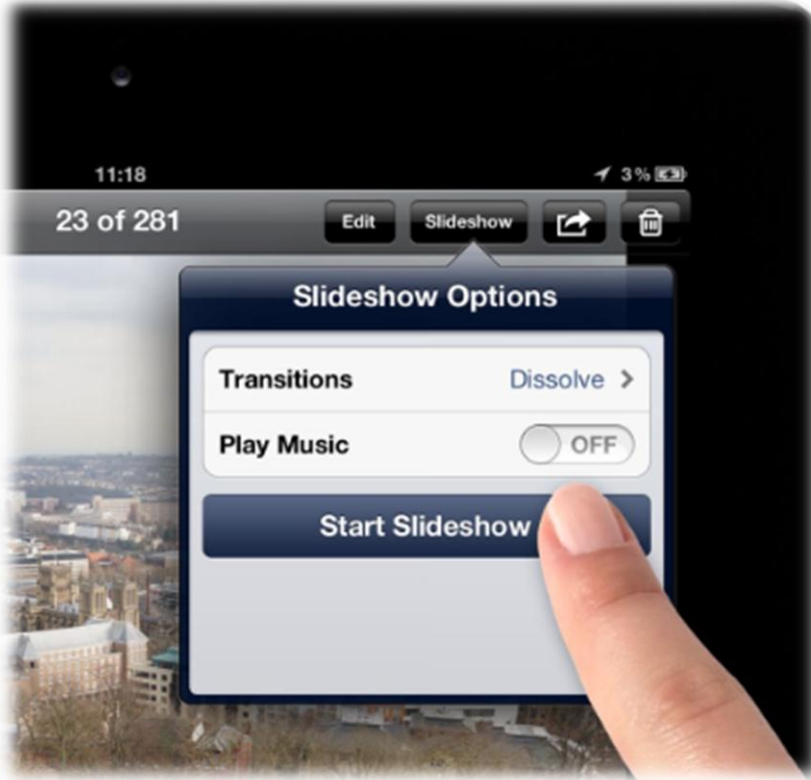 11:18 3%
23 of 281 Edit Slideshow
Slideshow Options
Transitions Dissolve
Play Music OFF
Start Slideshow